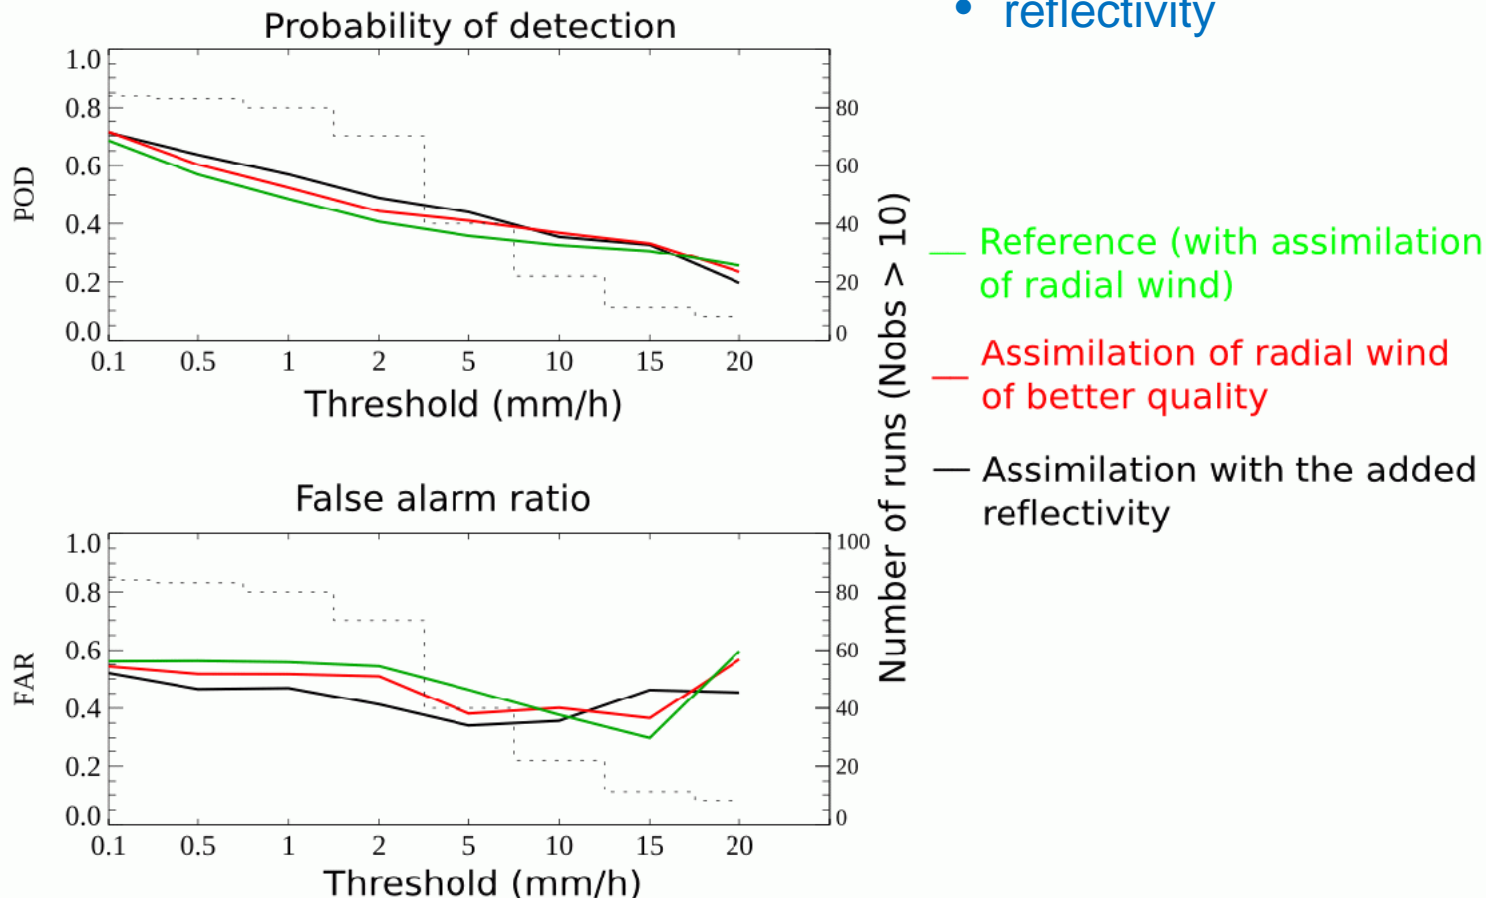 reflectivity
Probability of detection
1.0
0.8
0.6
0.4
0.2
0.0
POD
80
60
40
20
0
0.1 0.5 1 2 5 10 15 20
Threshold (mm/h)
Number of runs (Nobs > 10)
Reference (with assimilation
of radial wind)
Assimilation of radial wind
of better quality
Assimilation with the added
reflectivity
False alarm ratio
1.0
0.8
0.6
0.4
0.2
0.0
FAR
100
80
60
40
20
0
0.1 0.5 1 2 5 10 15 20
Threshold (mm/h)